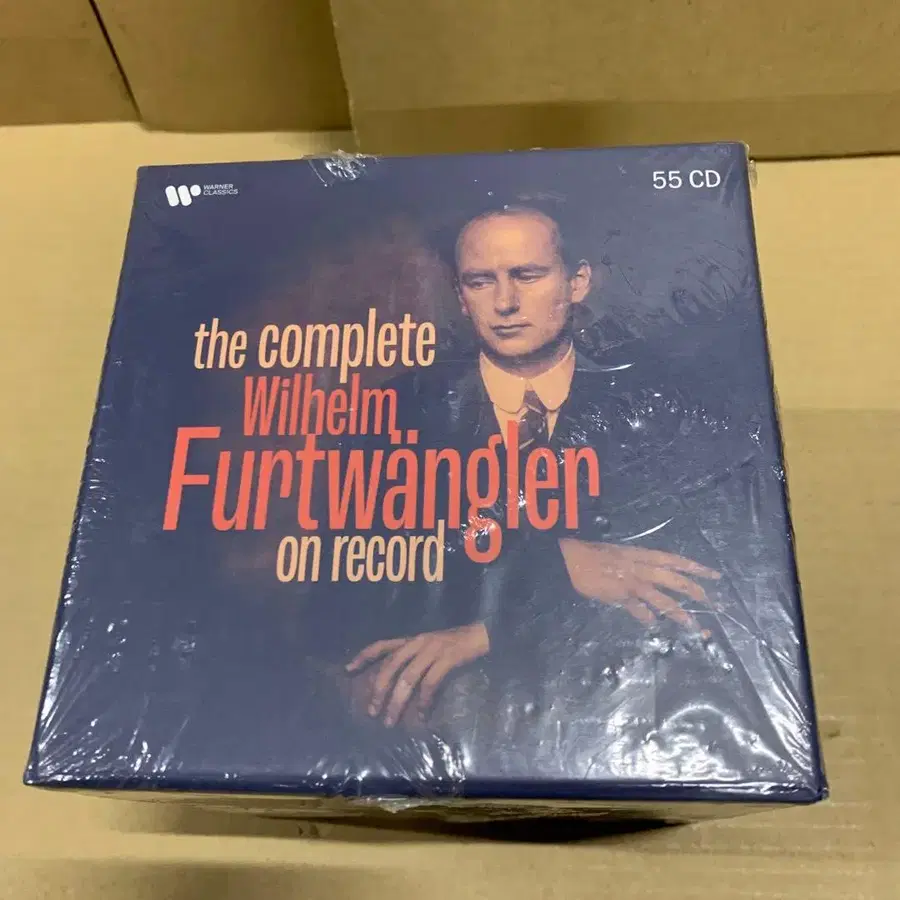 WARNER
CLASSICS
55 CD
the complete
Wilhelm
Furtwängler
on record